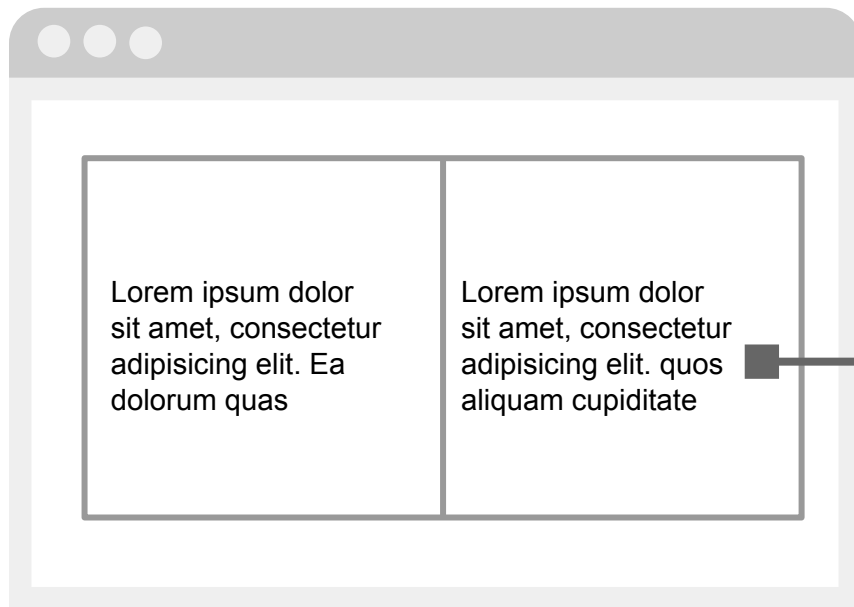 Lorem ipsum dolor
sit amet, consectetur
adipisicing elit. Ea
dolorum quas
Lorem ipsum dolor
sit amet, consectetur
adipisicing elit. quos
aliquam cupiditate